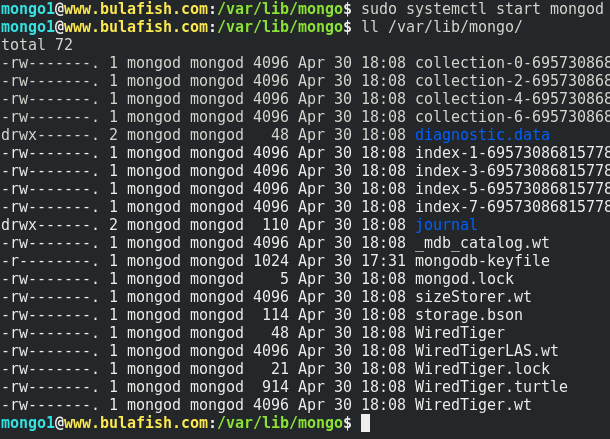 mongo1@www.bulafish.com:/var/lib/mongo$ sudo systemctl start mongod
mongo1@www.bulafish.com:/var/lib/mongo$ ll /var/lib/mongo/
total 72
-rw-------. 1 mongod mongod 4096 Apr 30 18:08 collection-0-695730868
-rw-------. 1 mongod mongod 4096 Apr 30 18:08 collection-2-695730868
-rw-------. 1 mongod mongod 4096 Apr 30 18:08 collection-4-695730868
-rw-------. 1 mongod mongod 4096 Apr 30 18:08 collection-6-695730868
drwx------. 2 mongod mongod   48 Apr 30 18:08 diagnostic.data
-rw-------. 1 mongod mongod 4096 Apr 30 18:08 index-1-69573086815778
-rw-------. 1 mongod mongod 4096 Apr 30 18:08 index-3-69573086815778
-rw-------. 1 mongod mongod 4096 Apr 30 18:08 index-5-69573086815778
-rw-------. 1 mongod mongod 4096 Apr 30 18:08 index-7-69573086815778
drwx------. 2 mongod mongod  110 Apr 30 18:08 journal
-rw-------. 1 mongod mongod 4096 Apr 30 18:08 _mdb_catalog.wt
-r--------. 1 mongod mongod 1024 Apr 30 17:31 mongodb-keyfile
-rw-------. 1 mongod mongod    5 Apr 30 18:08 mongod.lock
-rw-------. 1 mongod mongod 4096 Apr 30 18:08 sizeStorer.wt
-rw-------. 1 mongod mongod  114 Apr 30 18:08 storage.bson
-rw-------. 1 mongod mongod   48 Apr 30 18:08 WiredTiger
-rw-------. 1 mongod mongod 4096 Apr 30 18:08 WiredTigerLAS.wt
-rw-------. 1 mongod mongod   21 Apr 30 18:08 WiredTiger.lock
-rw-------. 1 mongod mongod  914 Apr 30 18:08 WiredTiger.turtle
-rw-------. 1 mongod mongod 4096 Apr 30 18:08 WiredTiger.wt
mongo1@www.bulafish.com:/var/lib/mongo$